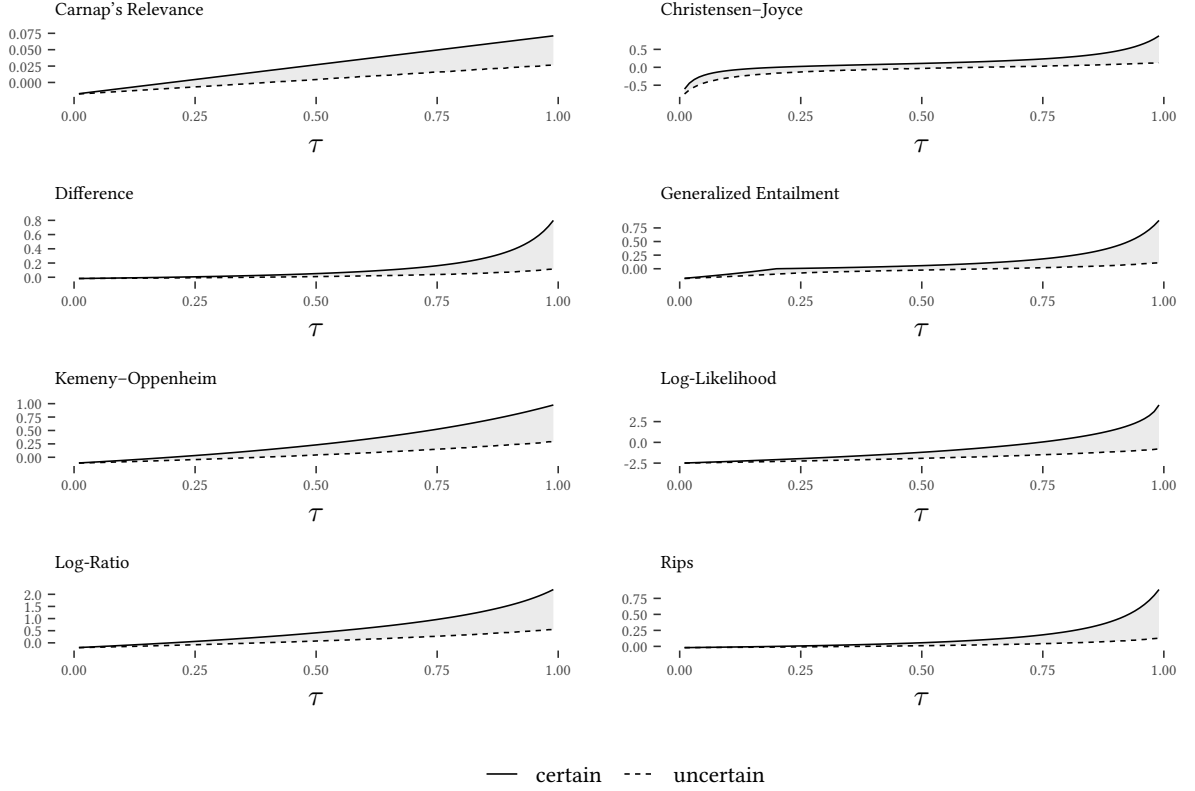 Carnap’s Relevance
0.075
0.050
0.025
0.000
0.00 0.25 0.50 0.75 1.00
τ
Christensen–Joyce
0.5
0.0
-0.5
0.00 0.25 0.50 0.75 1.00
τ
Difference
0.8
0.6
0.4
0.2
0.0
0.00 0.25 0.50 0.75 1.00
τ
Generalized Entailment
0.75
0.50
0.25
0.00
0.00 0.25 0.50 0.75 1.00
τ
Kemeny–Oppenheim
1.00
0.75
0.50
0.25
0.00
0.00 0.25 0.50 0.75 1.00
τ
Log-Likelihood
2.5
0.0
-2.5
0.00 0.25 0.50 0.75 1.00
τ
Log-Ratio
2.0
1.5
1.0
0.5
0.0
0.00 0.25 0.50 0.75 1.00
τ
Rips
0.75
0.50
0.25
0.00
0.00 0.25 0.50 0.75 1.00
τ
certain uncertain